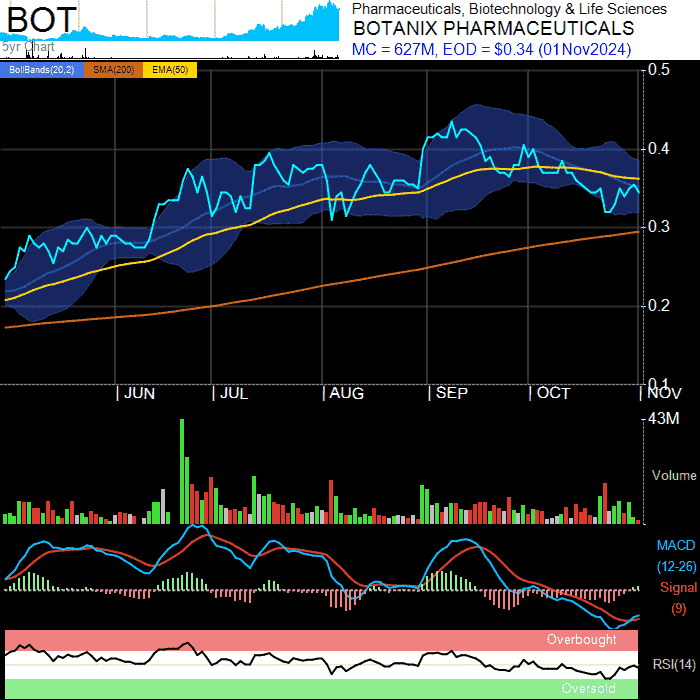 BOT
Pharmaceuticals, Biotechnology & Life Sciences
BOTANIX PHARMACEUTICALS
MC = 627M, EOD = $0.34 (01Nov2024)
5yr Chart
BollBands(20,2) SMA(200) EMA(50)
0.5
0.4
0.3
0.2
0.1
JUN JUL AUG SEP OCT NOV
43M
Volume
MACD
(12-26)
Signal
(9)
Overbought
RSI(14)
Oversold